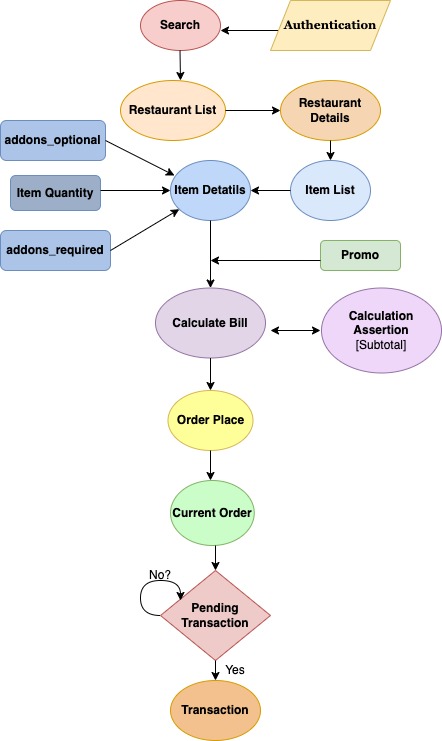 Search
Authentication
Restaurant List
Restaurant
Details
addons_optional
Item Quantity
Item Detatils
Item List
addons_required
Promo
Calculate Bill
Calculation
Assertion
[Subtotal]
Order Place
Current Order
No?
Pending
Transaction
Yes
Transaction